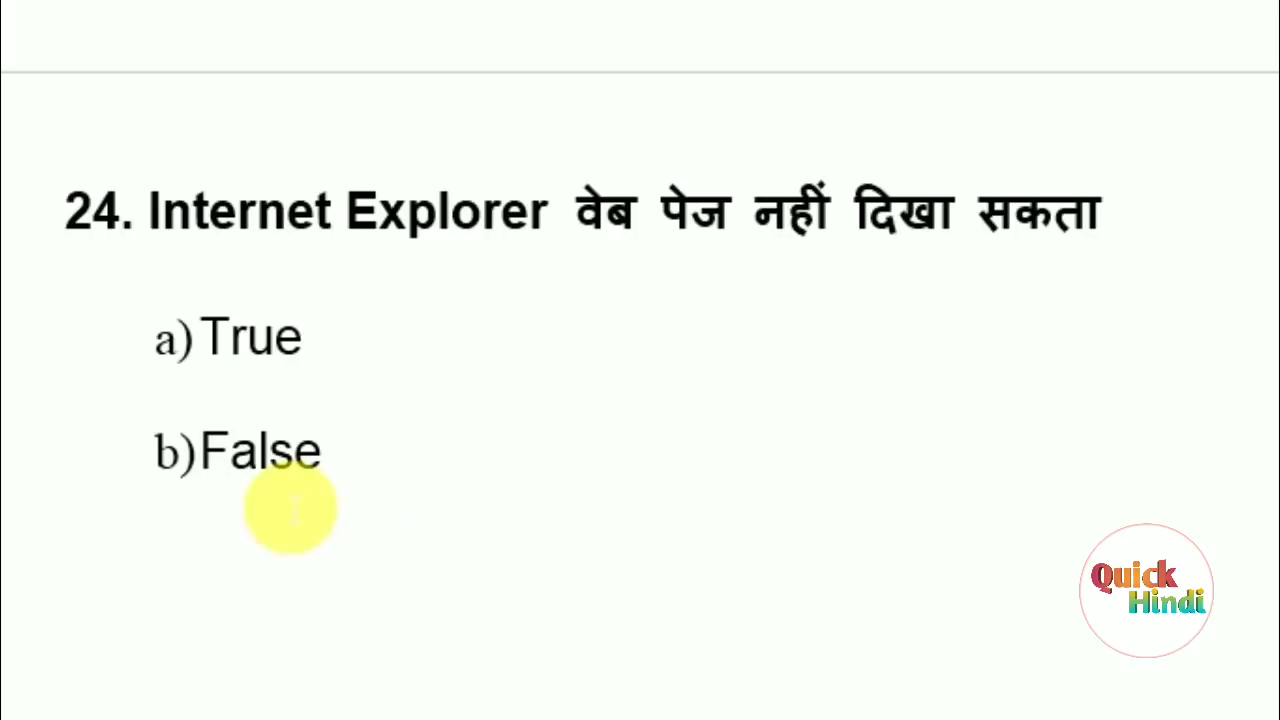 24. Internet Explorer वेब पेज नहीं दिखा सकता
a) True
b) False
Quick
Hindi